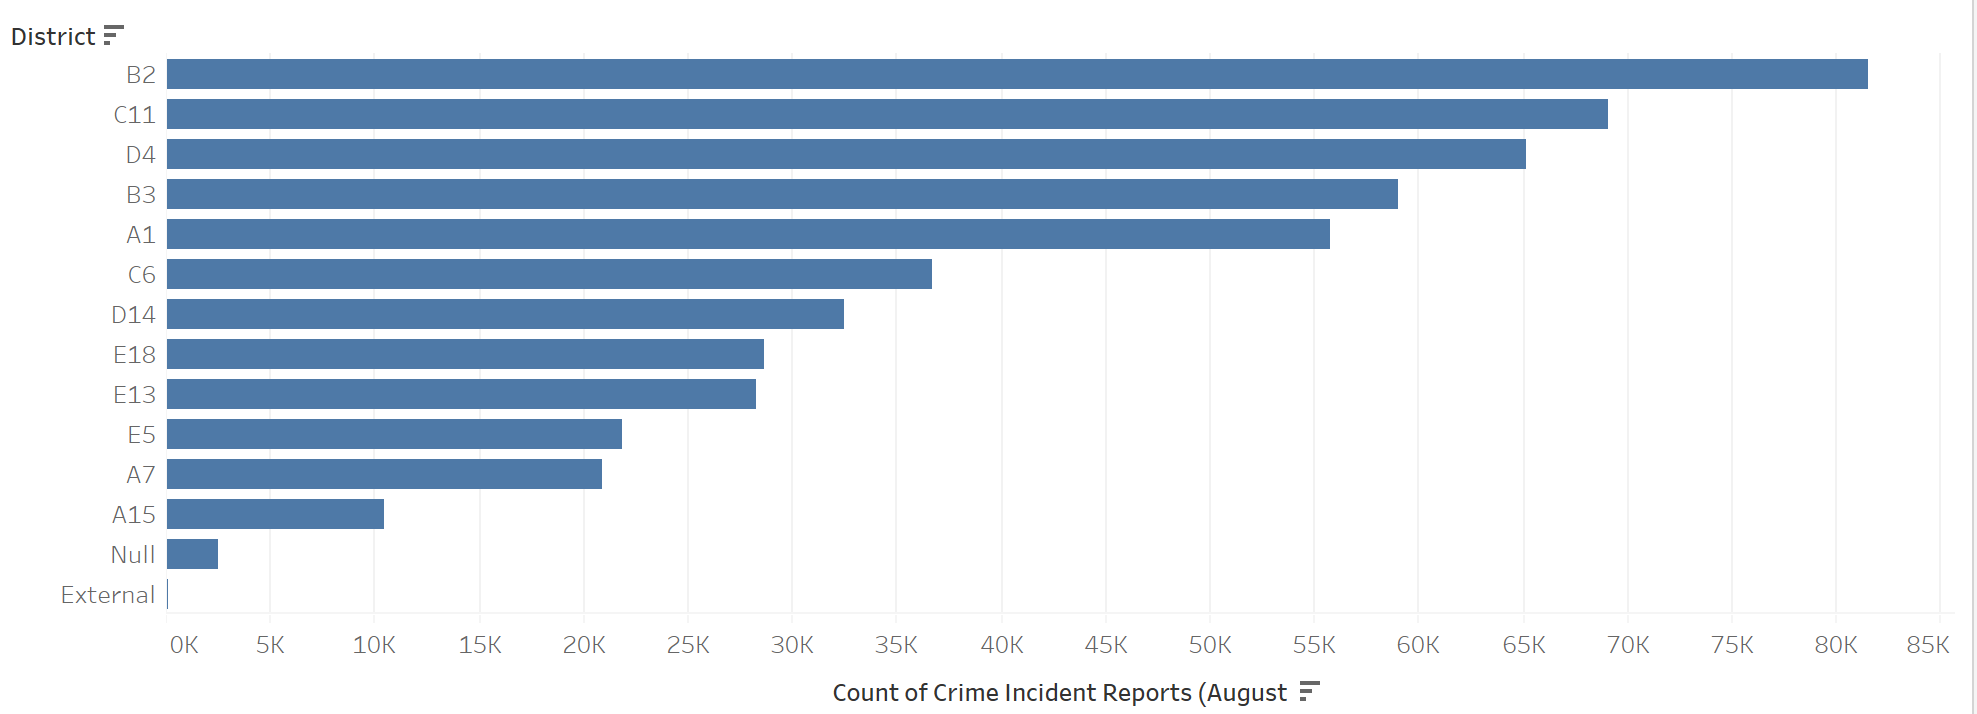 District
B2
C11
D4
B3
A1
C6
D14
E18
E13
E5
A7
A15
Null
External
0K 5K 10K 15K 20K 25K 30K 35K 40K 45K 50K 55K 60K 65K 70K 75K 80K 85K
Count of Crime Incident Reports (August